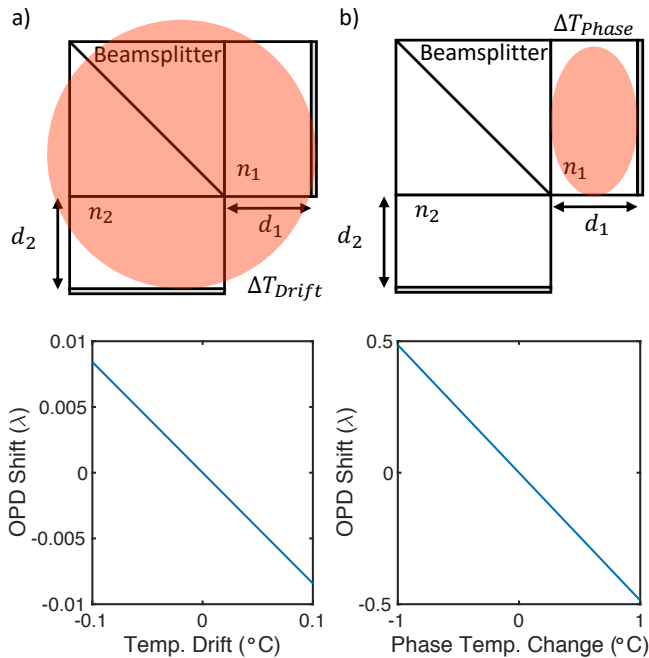 a)
Beamsplitter
n₁
n₂
d₂
d₁
ΔT_Drift
b)
ΔT_Phase
Beamsplitter
n₁
n₂
d₂
d₁
0.01
0.005
0
-0.005
-0.01
OPD Shift (λ)
-0.1 0 0.1
Temp. Drift (°C)
0.5
0
-0.5
OPD Shift (λ)
-1 0 1
Phase Temp. Change (°C)